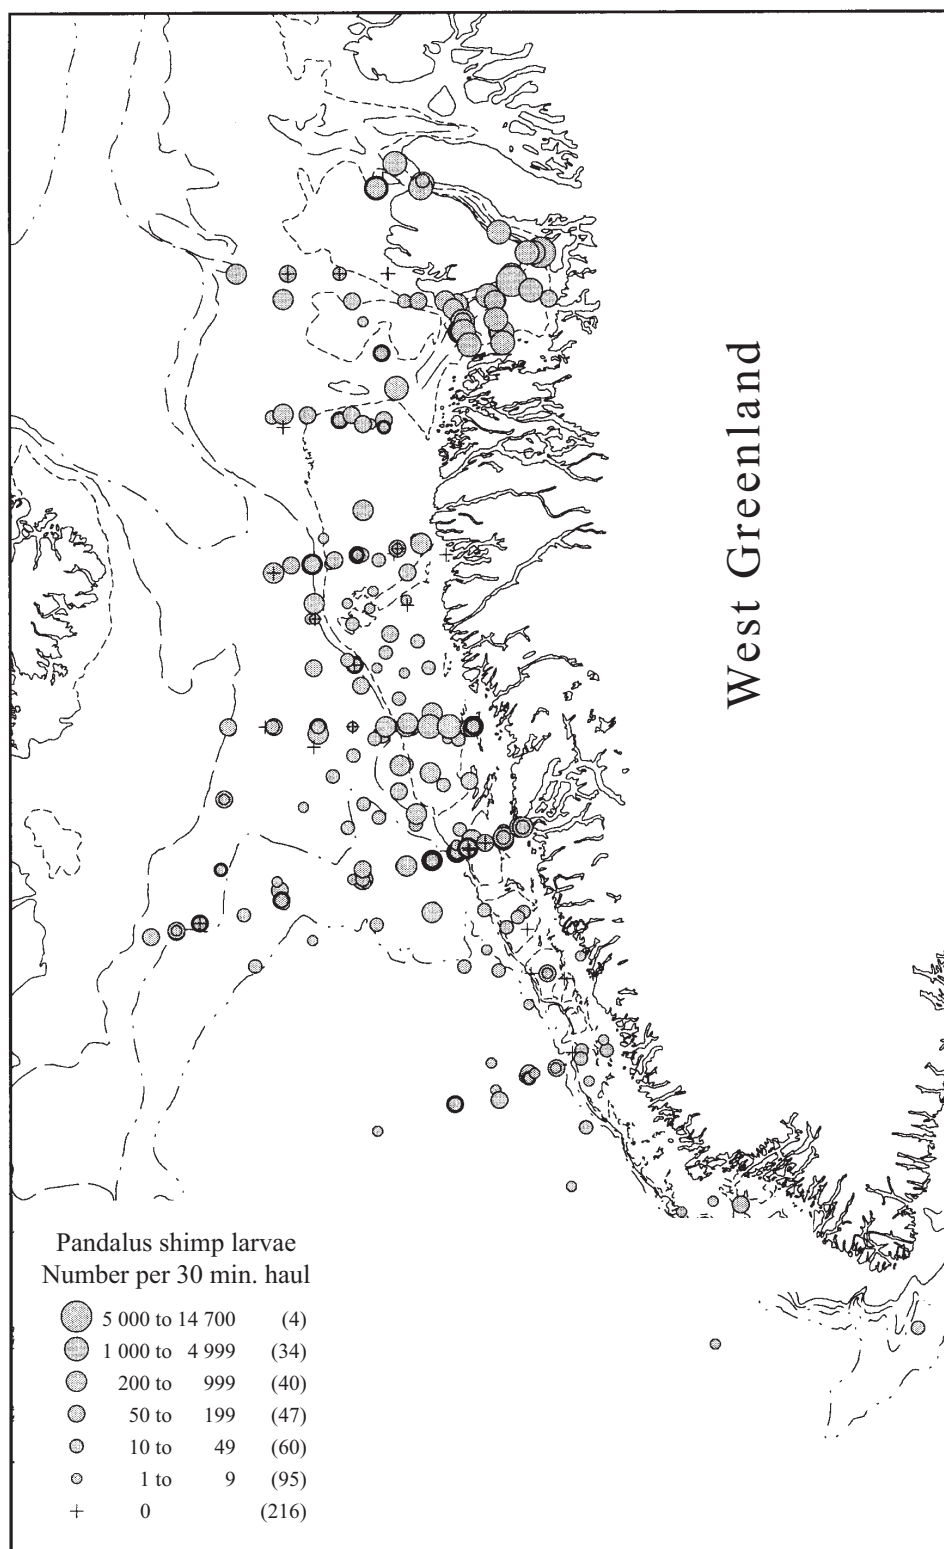 West Greenland
Pandalus shimp larvae
Number per 30 min. haul
5 000 to 14 700 (4)
1 000 to 4 999 (34)
200 to 999 (40)
50 to 199 (47)
10 to 49 (60)
1 to 9 (95)
0 (216)